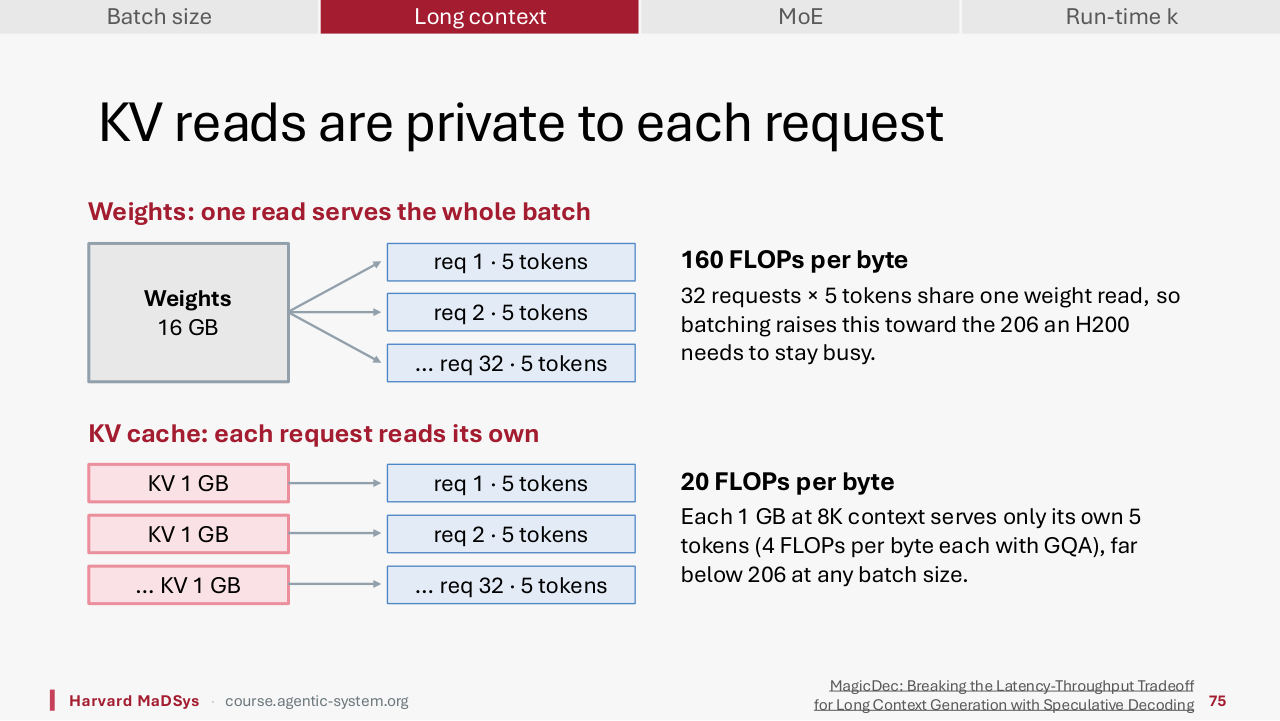 Batch size
Long context
MoE
Run-time k
KV reads are private to each request
Weights: one read serves the whole batch
Weights
16 GB
req 1 · 5 tokens
req 2 · 5 tokens
... req 32 · 5 tokens
160 FLOPs per byte
32 requests × 5 tokens share one weight read, so
batching raises this toward the 206 an H200
needs to stay busy.
KV cache: each request reads its own
KV 1 GB
req 1 · 5 tokens
KV 1 GB
req 2 · 5 tokens
... KV 1 GB
... req 32 · 5 tokens
20 FLOPs per byte
Each 1 GB at 8K context serves only its own 5
tokens (4 FLOPs per byte each with GQA), far
below 206 at any batch size.
Harvard MaDSys · course.agentic-system.org
MagicDec: Breaking the Latency-Throughput Tradeoff
for Long Context Generation with Speculative Decoding
75